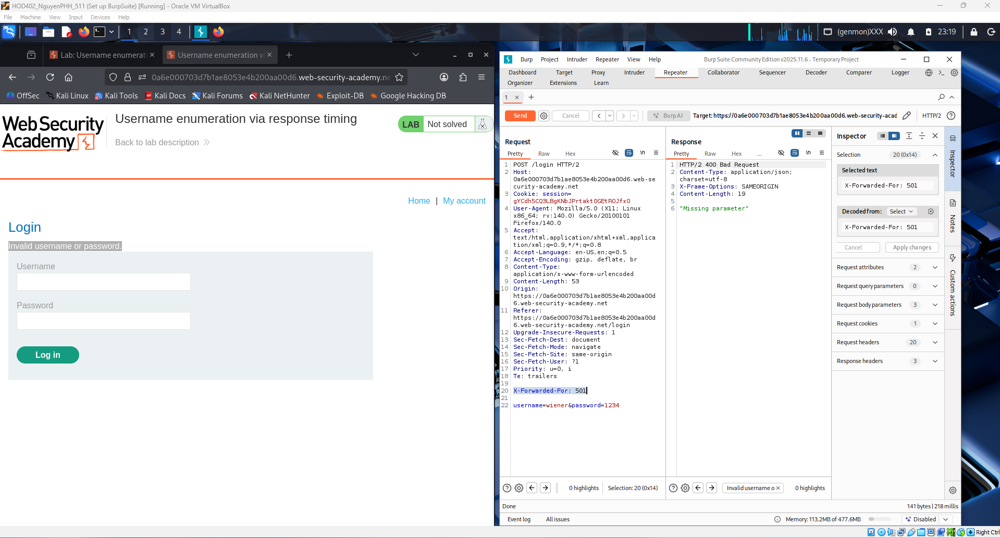 HOD402_NguyenPHH_511 (Set up BurpSuite) [Running] - Oracle VM VirtualBox
File Machine View Input Devices Help
1 2 3 4 (genmon)XXX 23:19
Lab: Username enumerati Username enumeration vi
0a6e000703d7b1ae8053e4b200aa00d6.web-security-academy.ne
OffSec Kali Linux Kali Tools Kali Docs Kali Forums Kali NetHunter Exploit-DB Google Hacking DB
WebSecurity
Academy
Username enumeration via response timing
Back to lab description
LAB Not solved
Home | My account
Login
Invalid username or password.
Username
Password
Log in
Burp Project Intruder Repeater View Help Burp Suite Community Edition v2025.11.6 - Temporary Project
Dashboard Target Proxy Intruder Repeater Collaborator Sequencer Decoder Comparer Logger
Organizer Extensions Learn
1
Send Cancel Burp AI Target: https://0a6e000703d7b1ae8053e4b200aa00d6.web-security-acad HTTP/2
Request
Pretty Raw Hex \n
1 POST /login HTTP/2
2 Host:
0a6e000703d7b1ae8053e4b200aa00d6.web-se
curity-academy.net
3 Cookie: session=
gYCdh5CQ3LBgKNbJPrtakt0GEtROJfxO
4 User-Agent: Mozilla/5.0 (X11; Linux
x86_64; rv:140.0) Gecko/20100101
Firefox/140.0
5 Accept:
text/html,application/xhtml+xml,applica
tion/xml;q=0.9,*/*;q=0.8
6 Accept-Language: en-US,en;q=0.5
7 Accept-Encoding: gzip, deflate, br
8 Content-Type:
application/x-www-form-urlencoded
9 Content-Length: 53
10 Origin:
https://0a6e000703d7b1ae8053e4b200aa00d
6.web-security-academy.net
11 Referer:
https://0a6e000703d7b1ae8053e4b200aa00d
6.web-security-academy.net/login
12 Upgrade-Insecure-Requests: 1
13 Sec-Fetch-Dest: document
14 Sec-Fetch-Mode: navigate
15 Sec-Fetch-Site: same-origin
16 Sec-Fetch-User: ?1
17 Priority: u=0, i
18 Te: trailers
19
20 X-Forwarded-For: 501
21
22 username=wiener&password=1234
0 highlights Selection: 20 (0x14)
Response
Pretty Raw Hex ... \n
1 HTTP/2 400 Bad Request
2 Content-Type: application/json;
charset=utf-8
3 X-Frame-Options: SAMEORIGIN
4 Content-Length: 19
5
6 "Missing parameter"
Invalid username o 0 highlights
Inspector
Selection 20 (0x14)
Selected text
X-Forwarded-For: 501
Decoded from: Select
X-Forwarded-For: 501
Cancel Apply changes
Request attributes 2
Request query parameters 0
Request body parameters 3
Request cookies 1
Request headers 20
Response headers 3
Inspector
Notes
Custom actions
Done 141 bytes | 218 millis
Event log All issues Memory: 113.2MB of 477.6MB Disabled
Right Ctrl